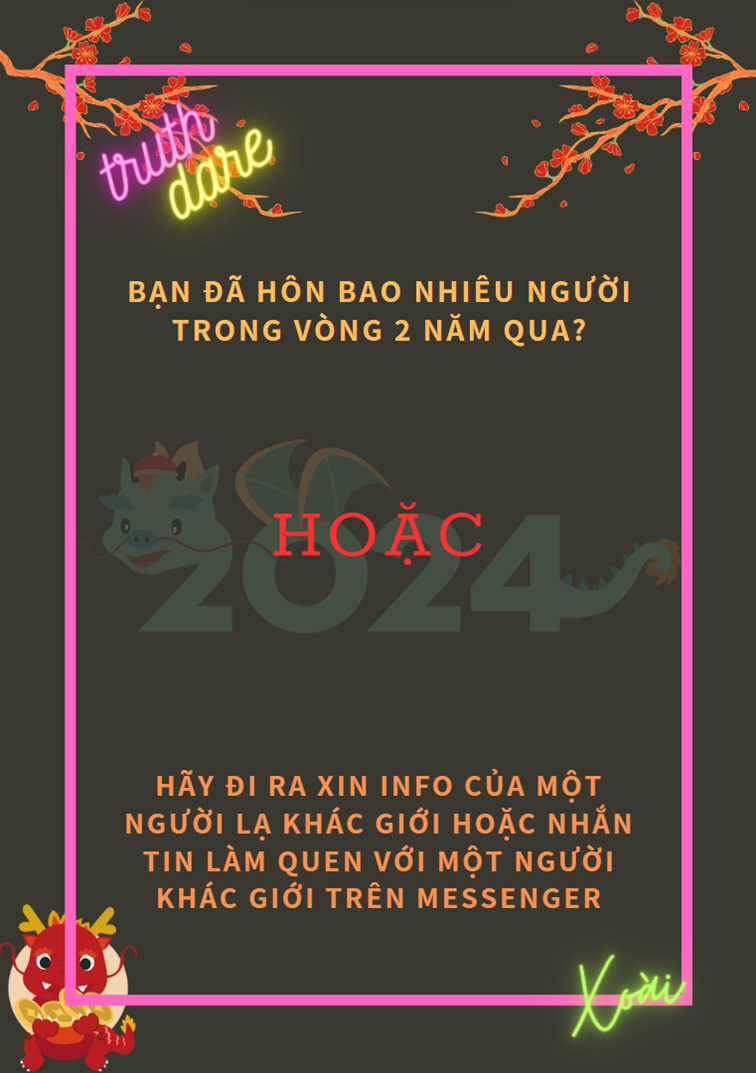 truth
dare
BẠN ĐÃ HÔN BAO NHIÊU NGƯỜI
TRONG VÒNG 2 NĂM QUA?
HOẶC
2024
HÃY ĐI RA XIN INFO CỦA MỘT
NGƯỜI LẠ KHÁC GIỚI HOẶC NHẮN
TIN LÀM QUEN VỚI MỘT NGƯỜI
KHÁC GIỚI TRÊN MESSENGER
Xoài